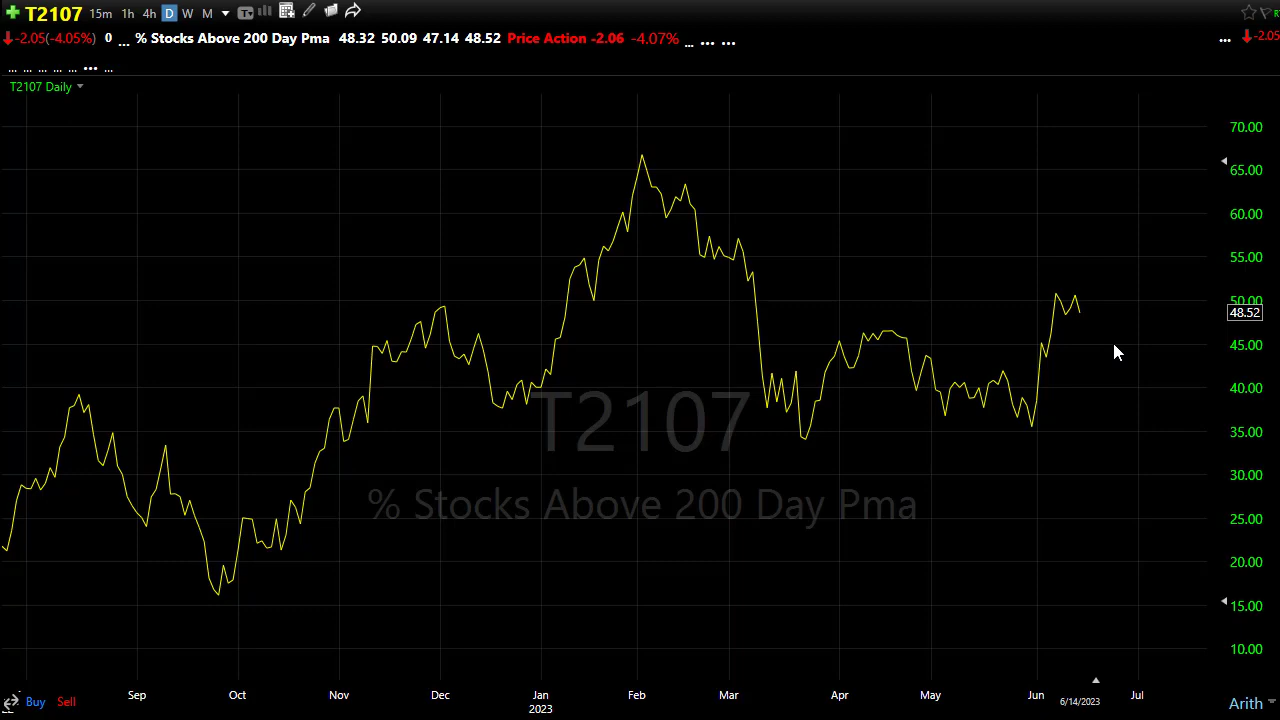 T2107 15m 1h 4h D W M
-2.05(-4.05%) 0 ... % Stocks Above 200 Day Pma 48.32 50.09 47.14 48.52 Price Action -2.06 -4.07% ... ... ... ... -2.05
... ... ... ... ... ... ...
T2107 Daily
70.00
65.00
60.00
55.00
50.00
48.52
45.00
40.00
35.00
30.00
25.00
20.00
15.00
10.00
T2107
% Stocks Above 200 Day Pma
Sep Oct Nov Dec Jan Feb Mar Apr May Jun Jul
2023 6/14/2023
Buy Sell Arith